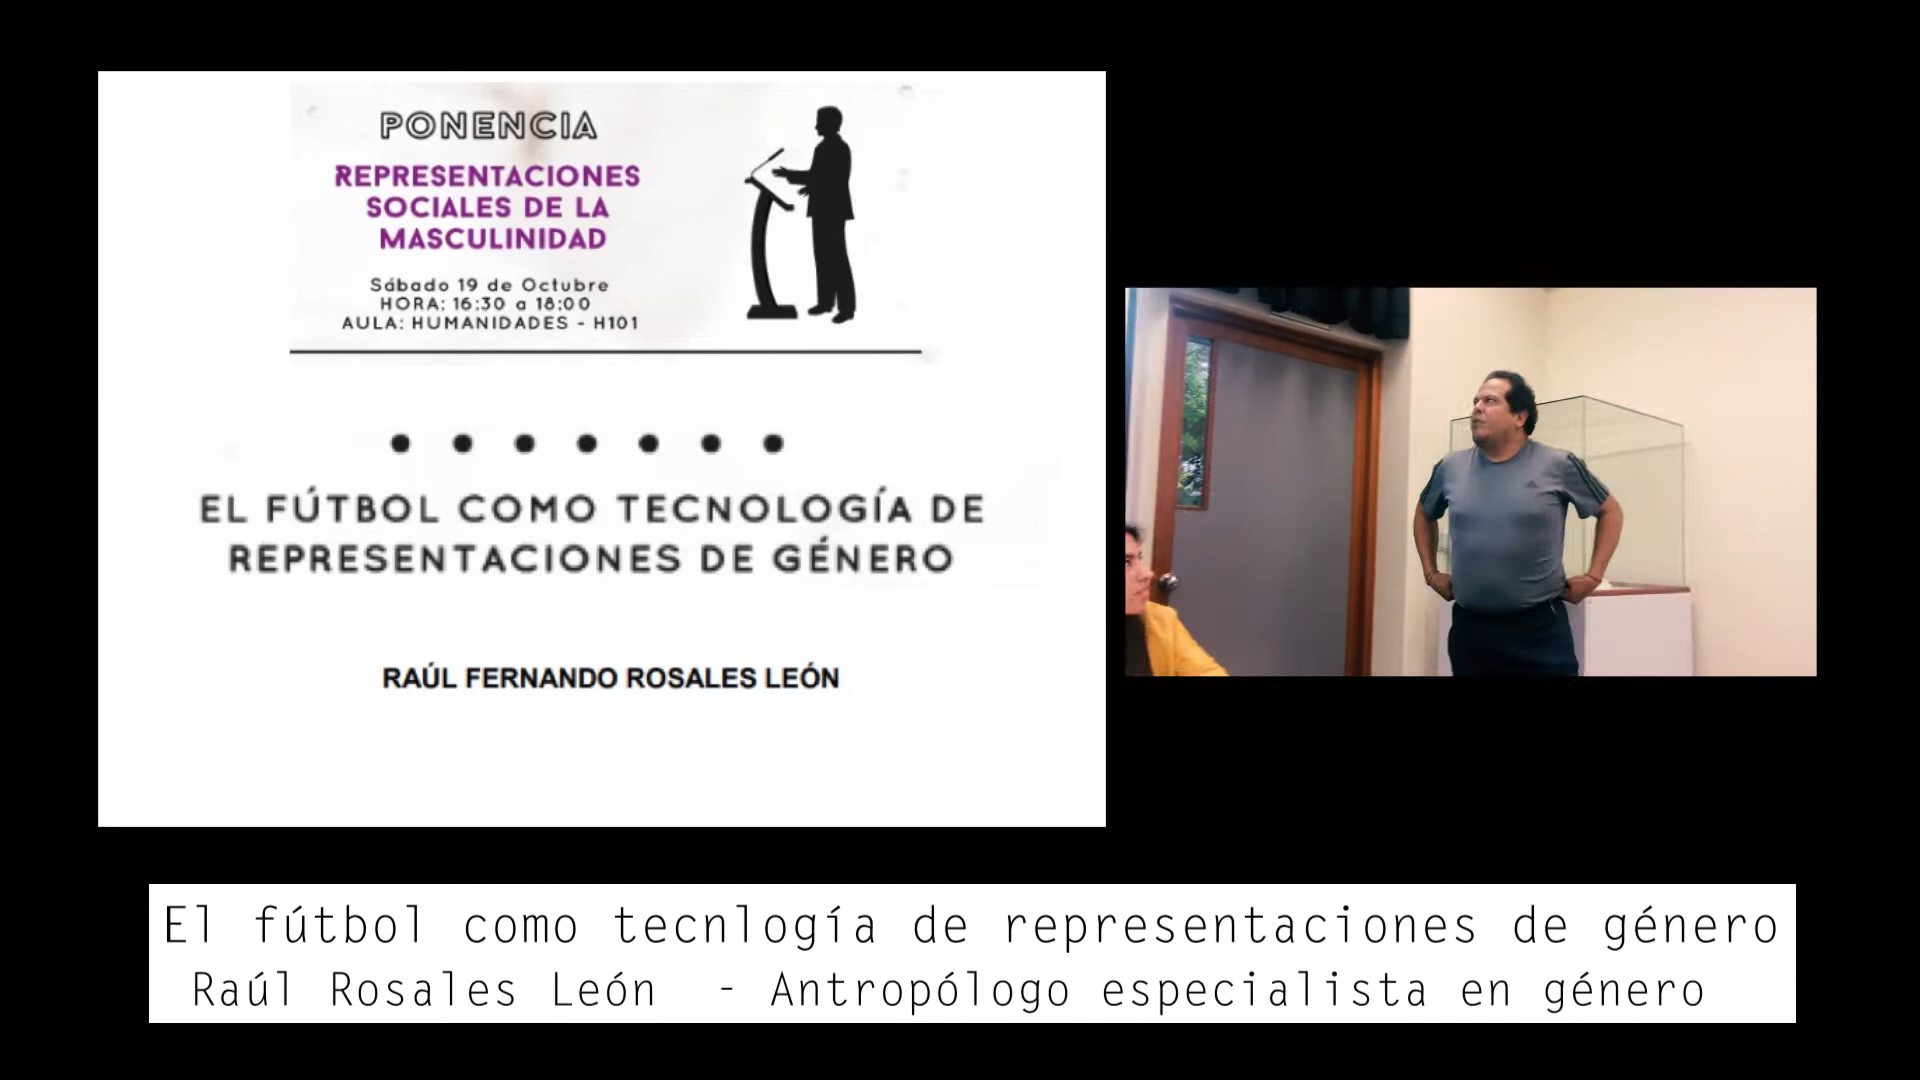 PONENCIA
REPRESENTACIONES
SOCIALES DE LA
MASCULINIDAD
Sábado 19 de Octubre
HORA: 16:30 a 18:00
AULA: HUMANIDADES - H101
EL FÚTBOL COMO TECNOLOGÍA DE
REPRESENTACIONES DE GÉNERO
RAÚL FERNANDO ROSALES LEÓN
El fútbol como tecnlogía de representaciones de género
Raúl Rosales León - Antropólogo especialista en género